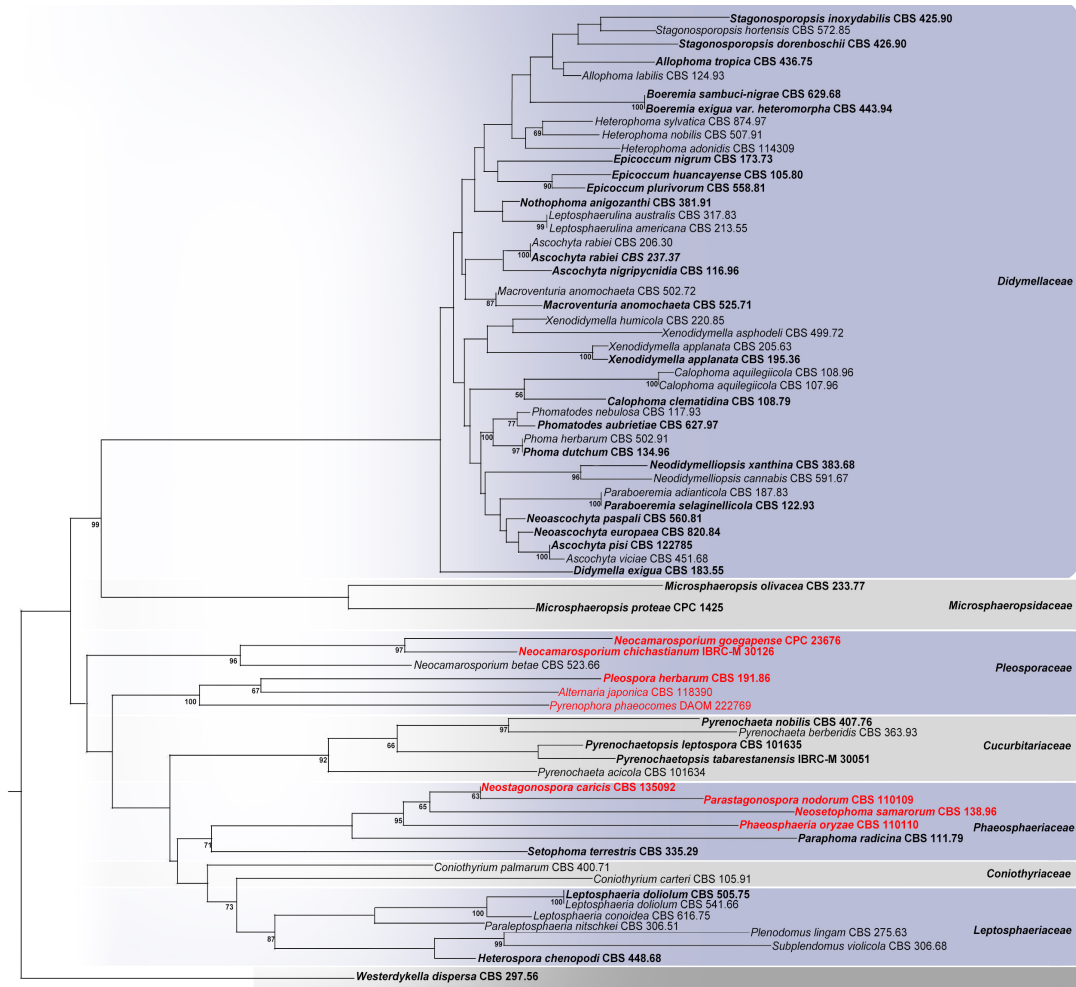 Stagonosporopsis inoxydabilis CBS 425.90
Stagonosporopsis hortensis CBS 572.85
Stagonosporopsis dorenboschii CBS 426.90
Allophoma tropica CBS 436.75
Allophoma labilis CBS 124.93
Boeremia sambuci-nigrae CBS 629.68
100
Boeremia exigua var. heteromorpha CBS 443.94
Heterophoma sylvatica CBS 874.97
69
Heterophoma nobilis CBS 507.91
Heterophoma adonidis CBS 114309
Epicoccum nigrum CBS 173.73
Epicoccum huancayense CBS 105.80
90
Epicoccum plurivorum CBS 558.81
Nothophoma anigozanthi CBS 381.91
Leptosphaerulina australis CBS 317.83
99
Leptosphaerulina americana CBS 213.55
Ascochyta rabiei CBS 206.30
100
Ascochyta rabiei CBS 237.37
Ascochyta nigripycnidia CBS 116.96
Didymellaceae
Macroventuria anomochaeta CBS 502.72
87
Macroventuria anomochaeta CBS 525.71
Xenodidymella humicola CBS 220.85
Xenodidymella asphodeli CBS 499.72
Xenodidymella applanata CBS 205.63
100
Xenodidymella applanata CBS 195.36
Calophoma aquilegiicola CBS 108.96
100
Calophoma aquilegiicola CBS 107.96
56
Calophoma clematidina CBS 108.79
Phomatodes nebulosa CBS 117.93
77
Phomatodes aubrietiae CBS 627.97
100
Phoma herbarum CBS 502.91
97
Phoma dutchum CBS 134.96
Neodidymelliopsis xanthina CBS 383.68
96
Neodidymelliopsis cannabis CBS 591.67
Paraboeremia adianticola CBS 187.83
100
Paraboeremia selaginellicola CBS 122.93
Neoascochyta paspali CBS 560.81
99
Neoascochyta europaea CBS 820.84
Ascochyta pisi CBS 122785
100
Ascochyta viciae CBS 451.68
Didymella exigua CBS 183.55
Microsphaeropsis olivacea CBS 233.77
Microsphaeropsis proteae CPC 1425
Microsphaeropsidaceae
Neocamarosporium goegapense CPC 23676
97
Neocamarosporium chichastianum IBRC-M 30126
96
Neocamarosporium betae CBS 523.66
Pleosporaceae
Pleospora herbarum CBS 191.86
67
Alternaria japonica CBS 118390
100
Pyrenophora phaeocomes DAOM 222769
Pyrenochaeta nobilis CBS 407.76
97
Pyrenochaeta berberidis CBS 363.93
66
Pyrenochaetopsis leptospora CBS 101635
Cucurbitariaceae
Pyrenochaetopsis tabarestanensis IBRC-M 30051
92
Pyrenochaeta acicola CBS 101634
Neostagonospora caricis CBS 135092
63
Parastagonospora nodorum CBS 110109
65
Neosetophoma samarorum CBS 138.96
95
Phaeosphaeria oryzae CBS 110110
Phaeosphaeriaceae
Paraphoma radicina CBS 111.79
71
Setophoma terrestris CBS 335.29
Coniothyrium palmarum CBS 400.71
Coniothyriaceae
Coniothyrium carteri CBS 105.91
73
Leptosphaeria doliolum CBS 505.75
100
Leptosphaeria doliolum CBS 541.66
100
Leptosphaeria conoidea CBS 616.75
Paraleptosphaeria nitschkei CBS 306.51
87
Leptosphaeriaceae
Plenodomus lingam CBS 275.63
99
Subplendomus violicola CBS 306.68
Heterospora chenopodi CBS 448.68
Westerdykella dispersa CBS 297.56